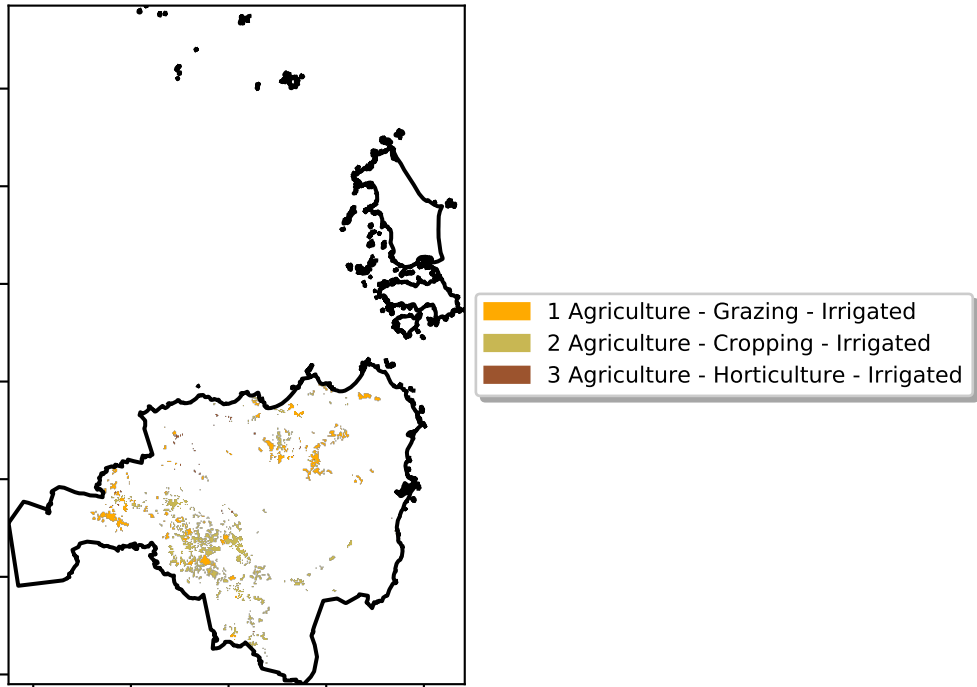 1 Agriculture - Grazing - Irrigated
2 Agriculture - Cropping - Irrigated
3 Agriculture - Horticulture - Irrigated